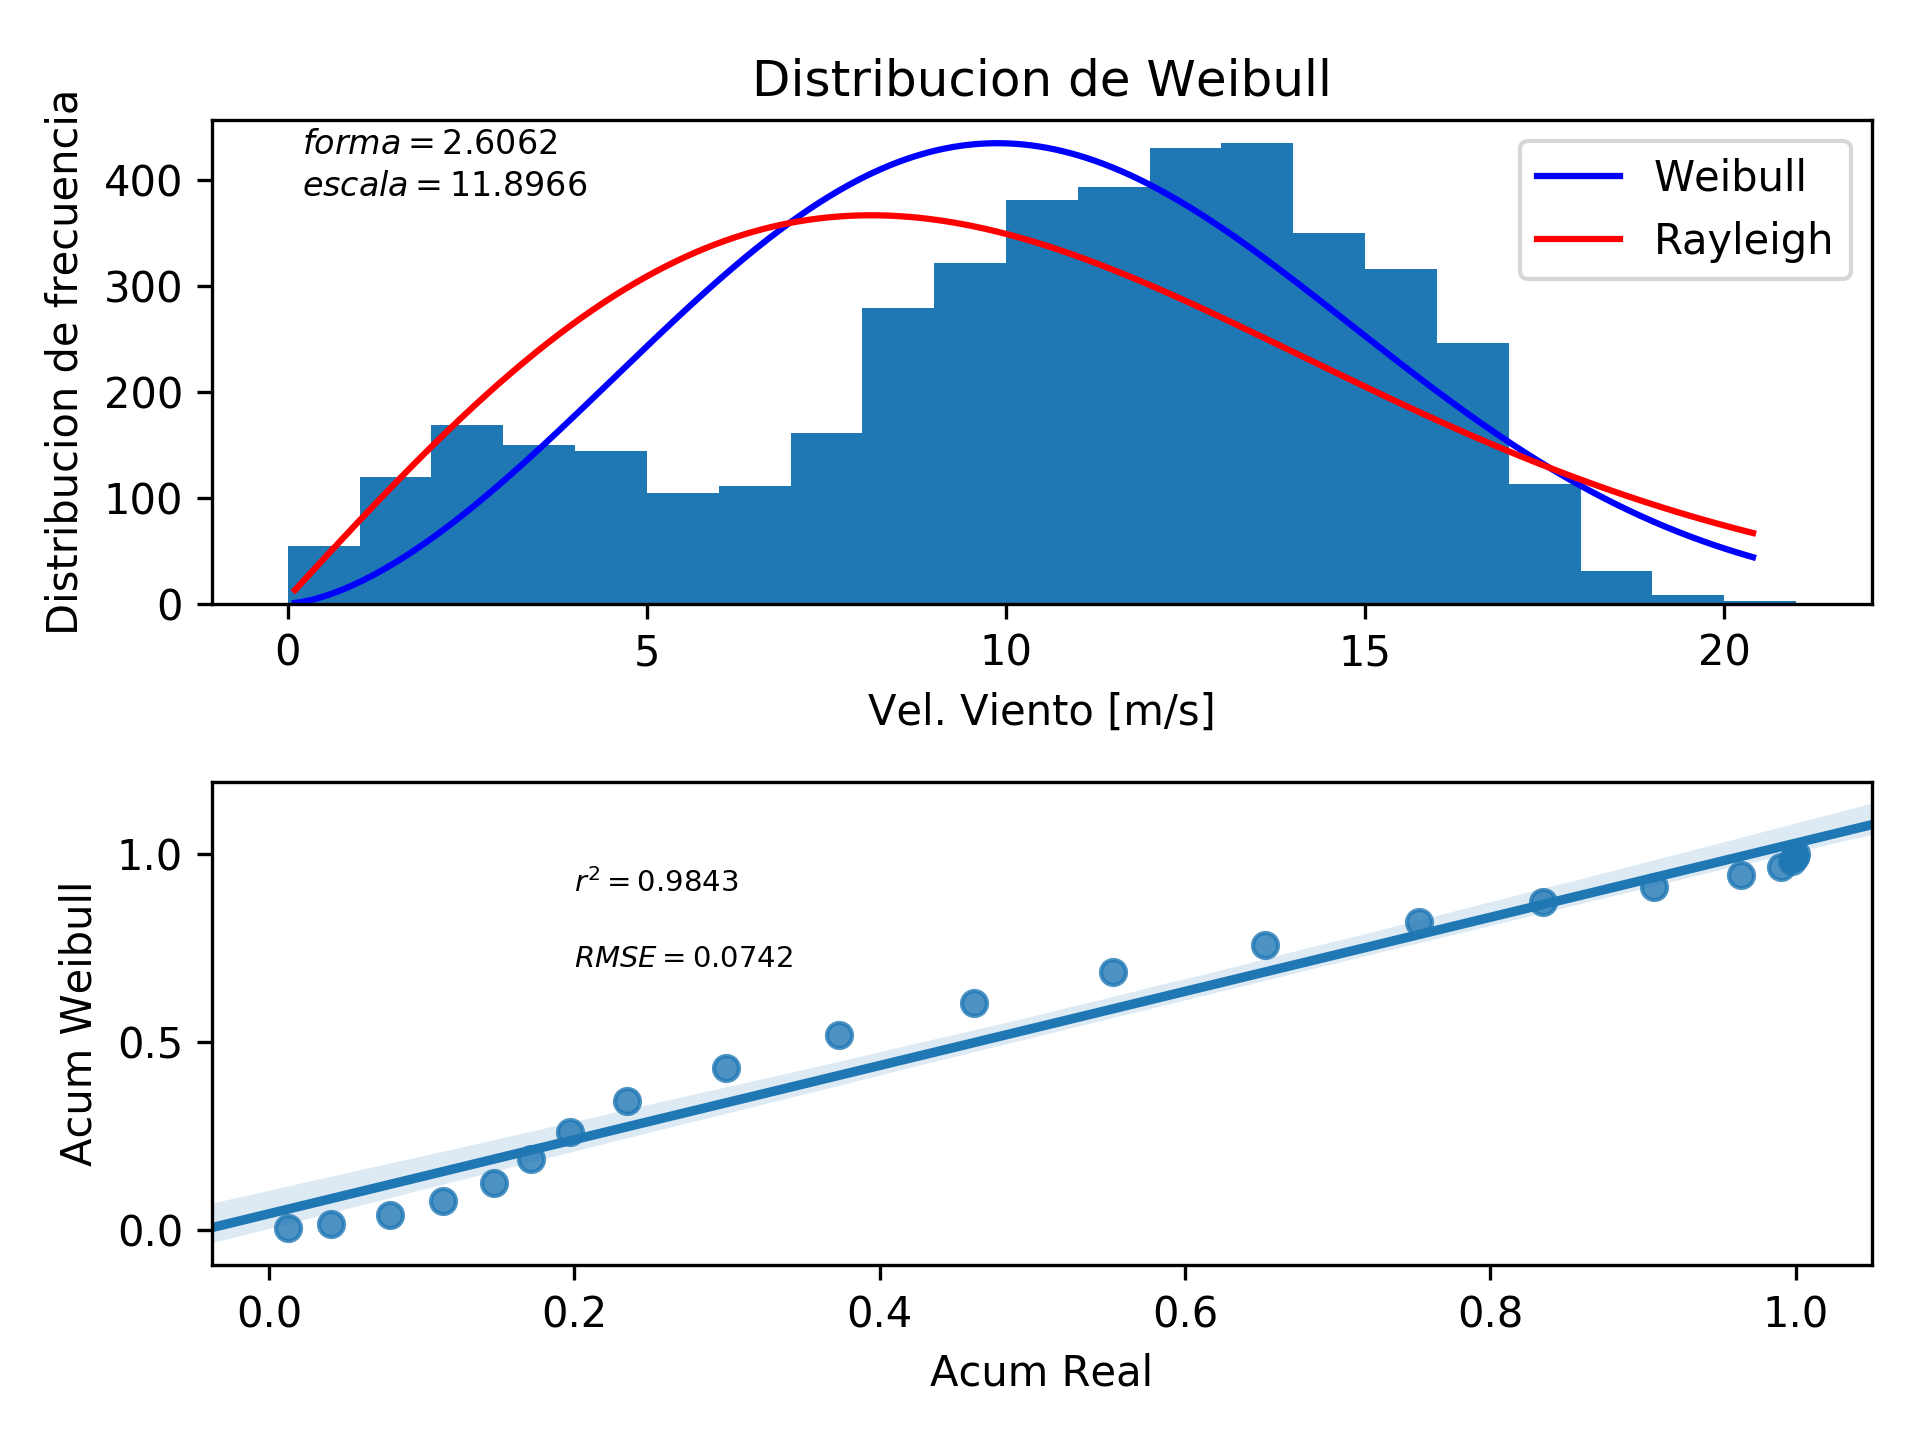 Distribucion de Weibull
forma = 2.6062
escala = 11.8966
Weibull
Rayleigh
Distribucion de frecuencia
400
300
200
100
0
0 5 10 15 20
Vel. Viento [m/s]
r² = 0.9843
RMSE = 0.0742
Acum Weibull
1.0
0.5
0.0
0.0 0.2 0.4 0.6 0.8 1.0
Acum Real